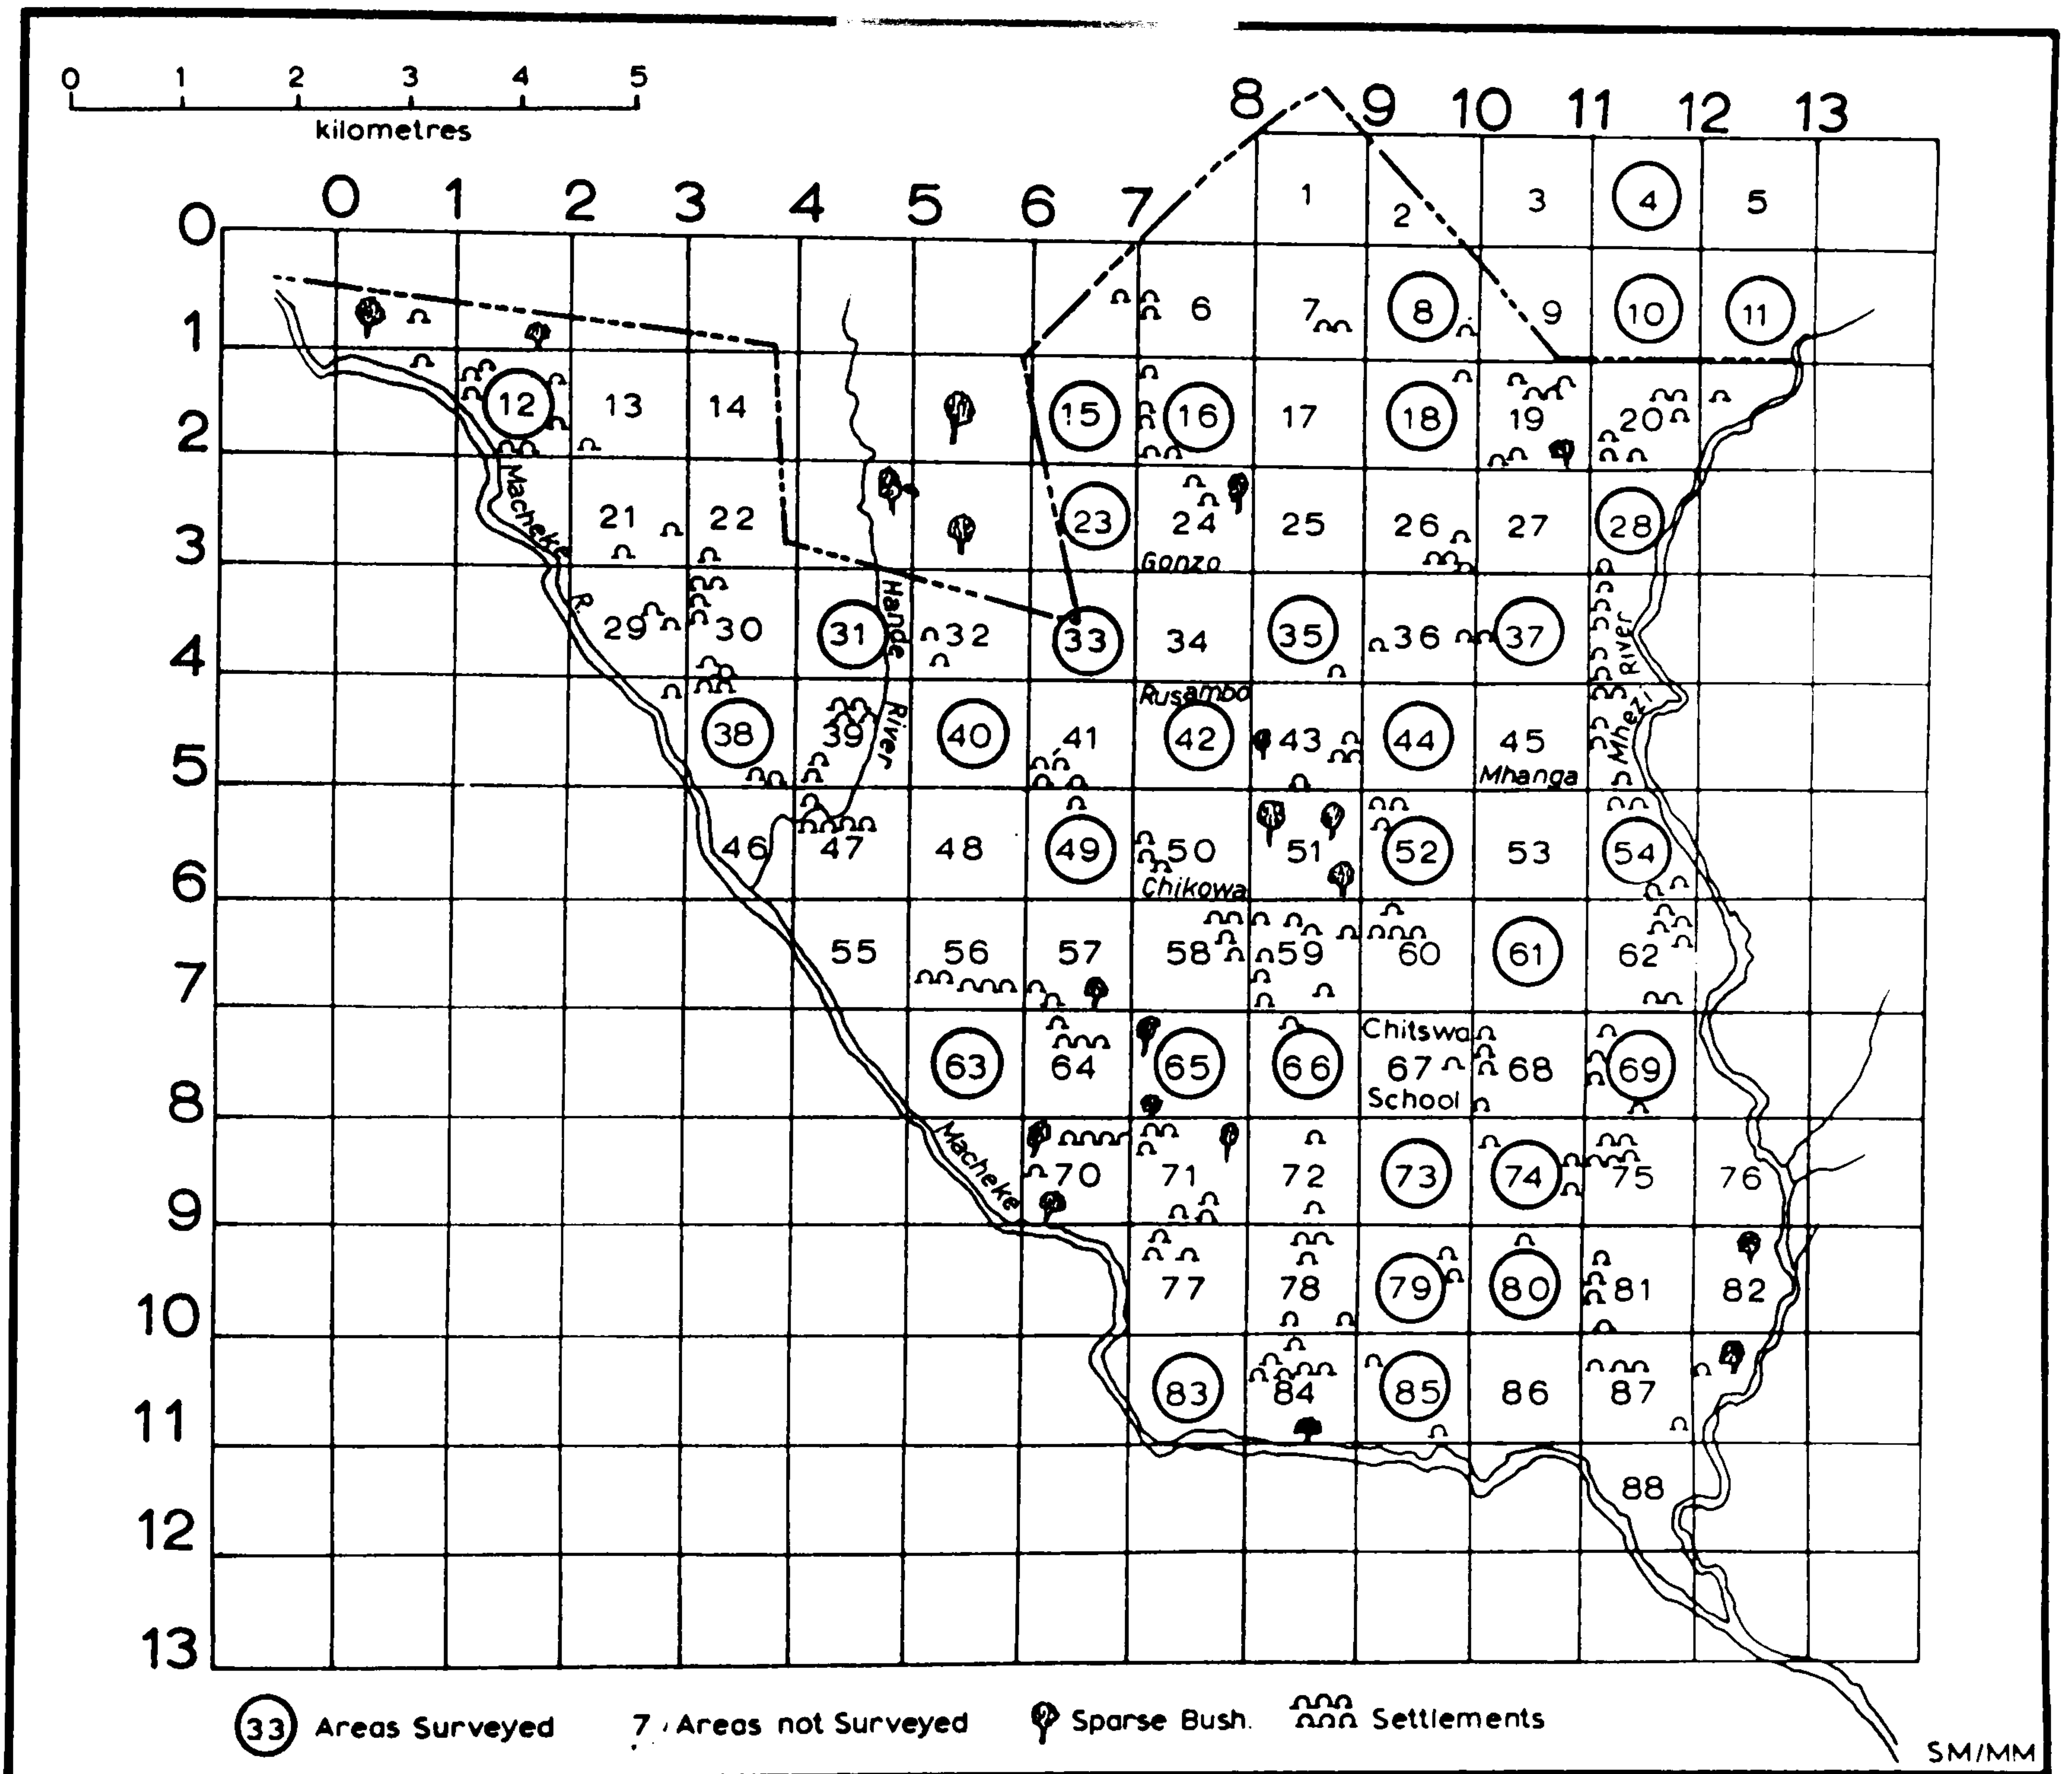 0 1 2 3 4 5
kilometres
8 9 10 11 12 13
0 1 2 3 4 5 6 7
1 2 3 4 5
0
6 7 8 9 10 11
1
12 13 14 15 16 17 18 19 20
2
Macheke R.
21 22 23 24 25 26 27 28
3
Gonzo
Hande River
29 30 31 32 33 34 35 36 37
Mhezi River
4
Rusambo
38 39 40 41 42 43 44 45
Mhanga
5
46 47 48 49 50 51 52 53 54
Chikowa
6
55 56 57 58 59 60 61 62
7
Chitswa
63 64 65 66 67 68 69
School
8
Macheke
70 71 72 73 74 75 76
9
77 78 79 80 81 82
10
83 84 85 86 87
11
88
12
13
33 Areas Surveyed 7 Areas not Surveyed Sparse Bush. Settlements
SM/MM